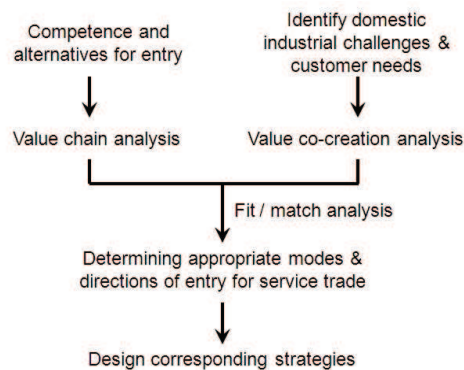 Competence and
alternatives for entry
Identify domestic
industrial challenges &
customer needs
Value chain analysis
Value co-creation analysis
Fit / match analysis
Determining appropriate modes &
directions of entry for service trade
Design corresponding strategies